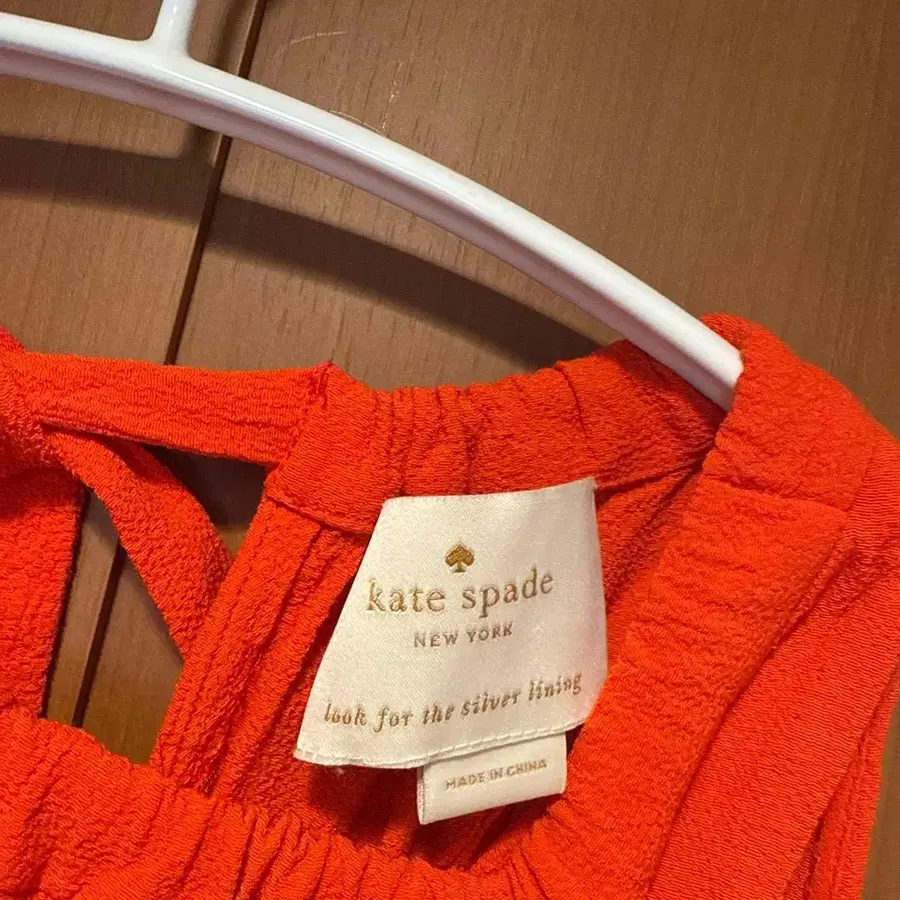 kate spade
NEW YORK
look for the silver lining
MADE IN CHINA